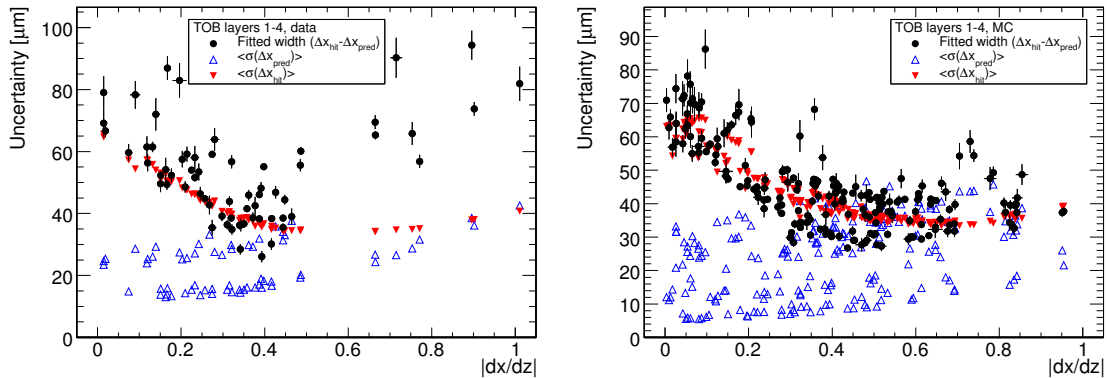 TOB layers 1-4, data
Fitted width (Δx_hit-Δx_pred)
<σ(Δx_pred)>
<σ(Δx_hit)>
Uncertainty [μm]
100
80
60
40
20
0
0 0.2 0.4 0.6 0.8 1
|dx/dz|
TOB layers 1-4, MC
Fitted width (Δx_hit-Δx_pred)
<σ(Δx_pred)>
<σ(Δx_hit)>
Uncertainty [μm]
90
80
70
60
50
40
30
20
10
0
0 0.2 0.4 0.6 0.8 1
|dx/dz|